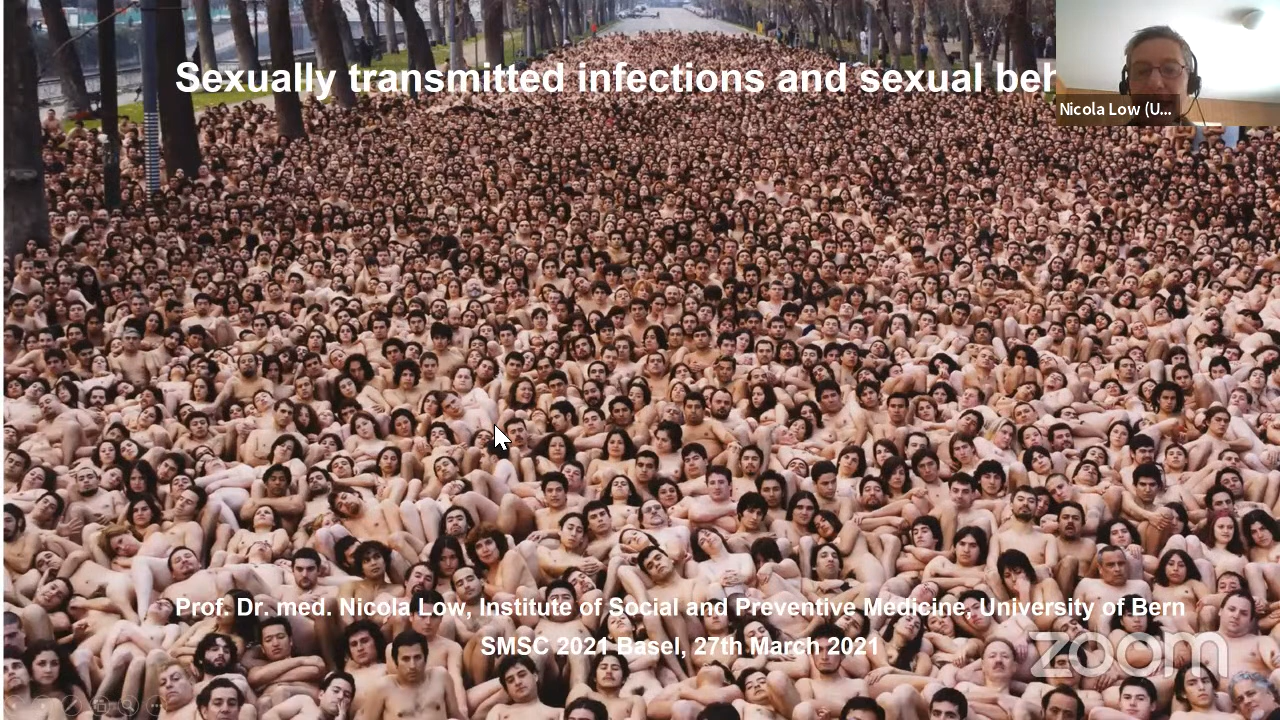 Sexually transmitted infections and sexual beh
Nicola Low (U...
Prof. Dr. med. Nicola Low, Institute of Social and Preventive Medicine, University of Bern
SMSC 2021 Basel, 27th March 2021
zoom